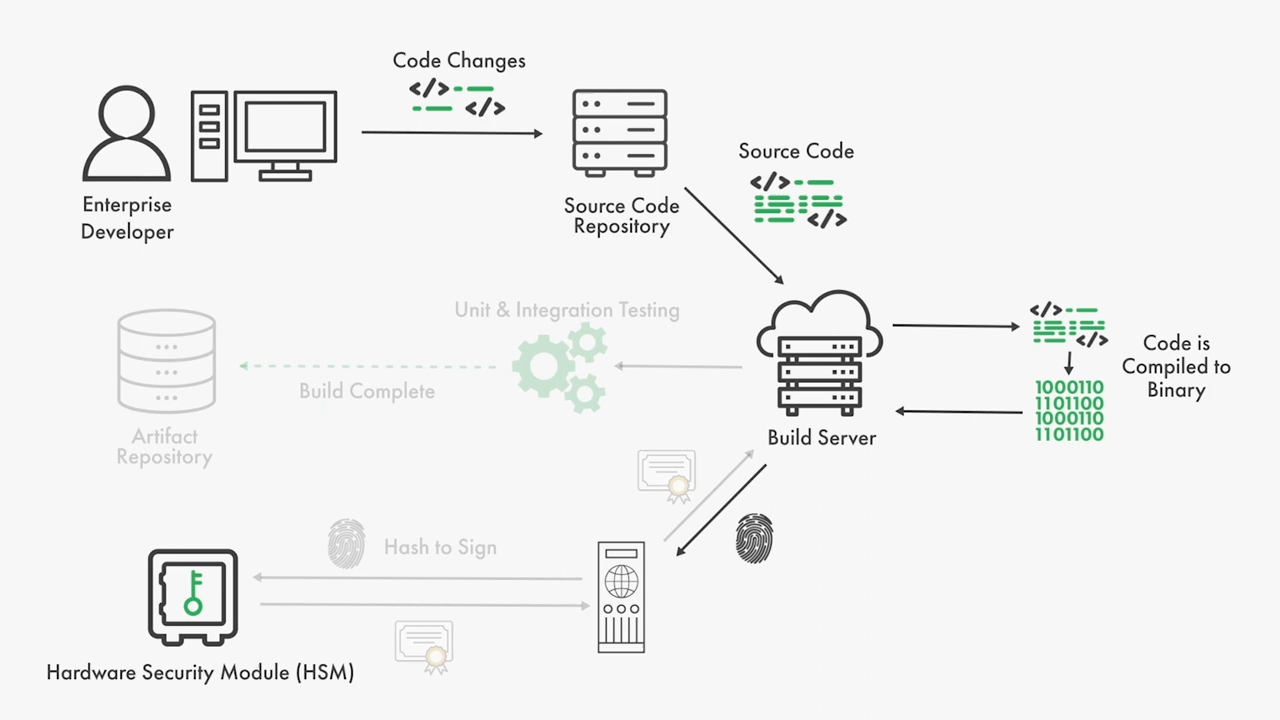 Code Changes
</> 
</>
Enterprise
Developer
Source Code
Repository
Source Code
</>
</>
Unit & Integration Testing
Build Complete
Artifact
Repository
Build Server
</>
</>
Code is
Compiled to
Binary
1000110
1101100
1000110
1101100
Hash to Sign
Hardware Security Module (HSM)